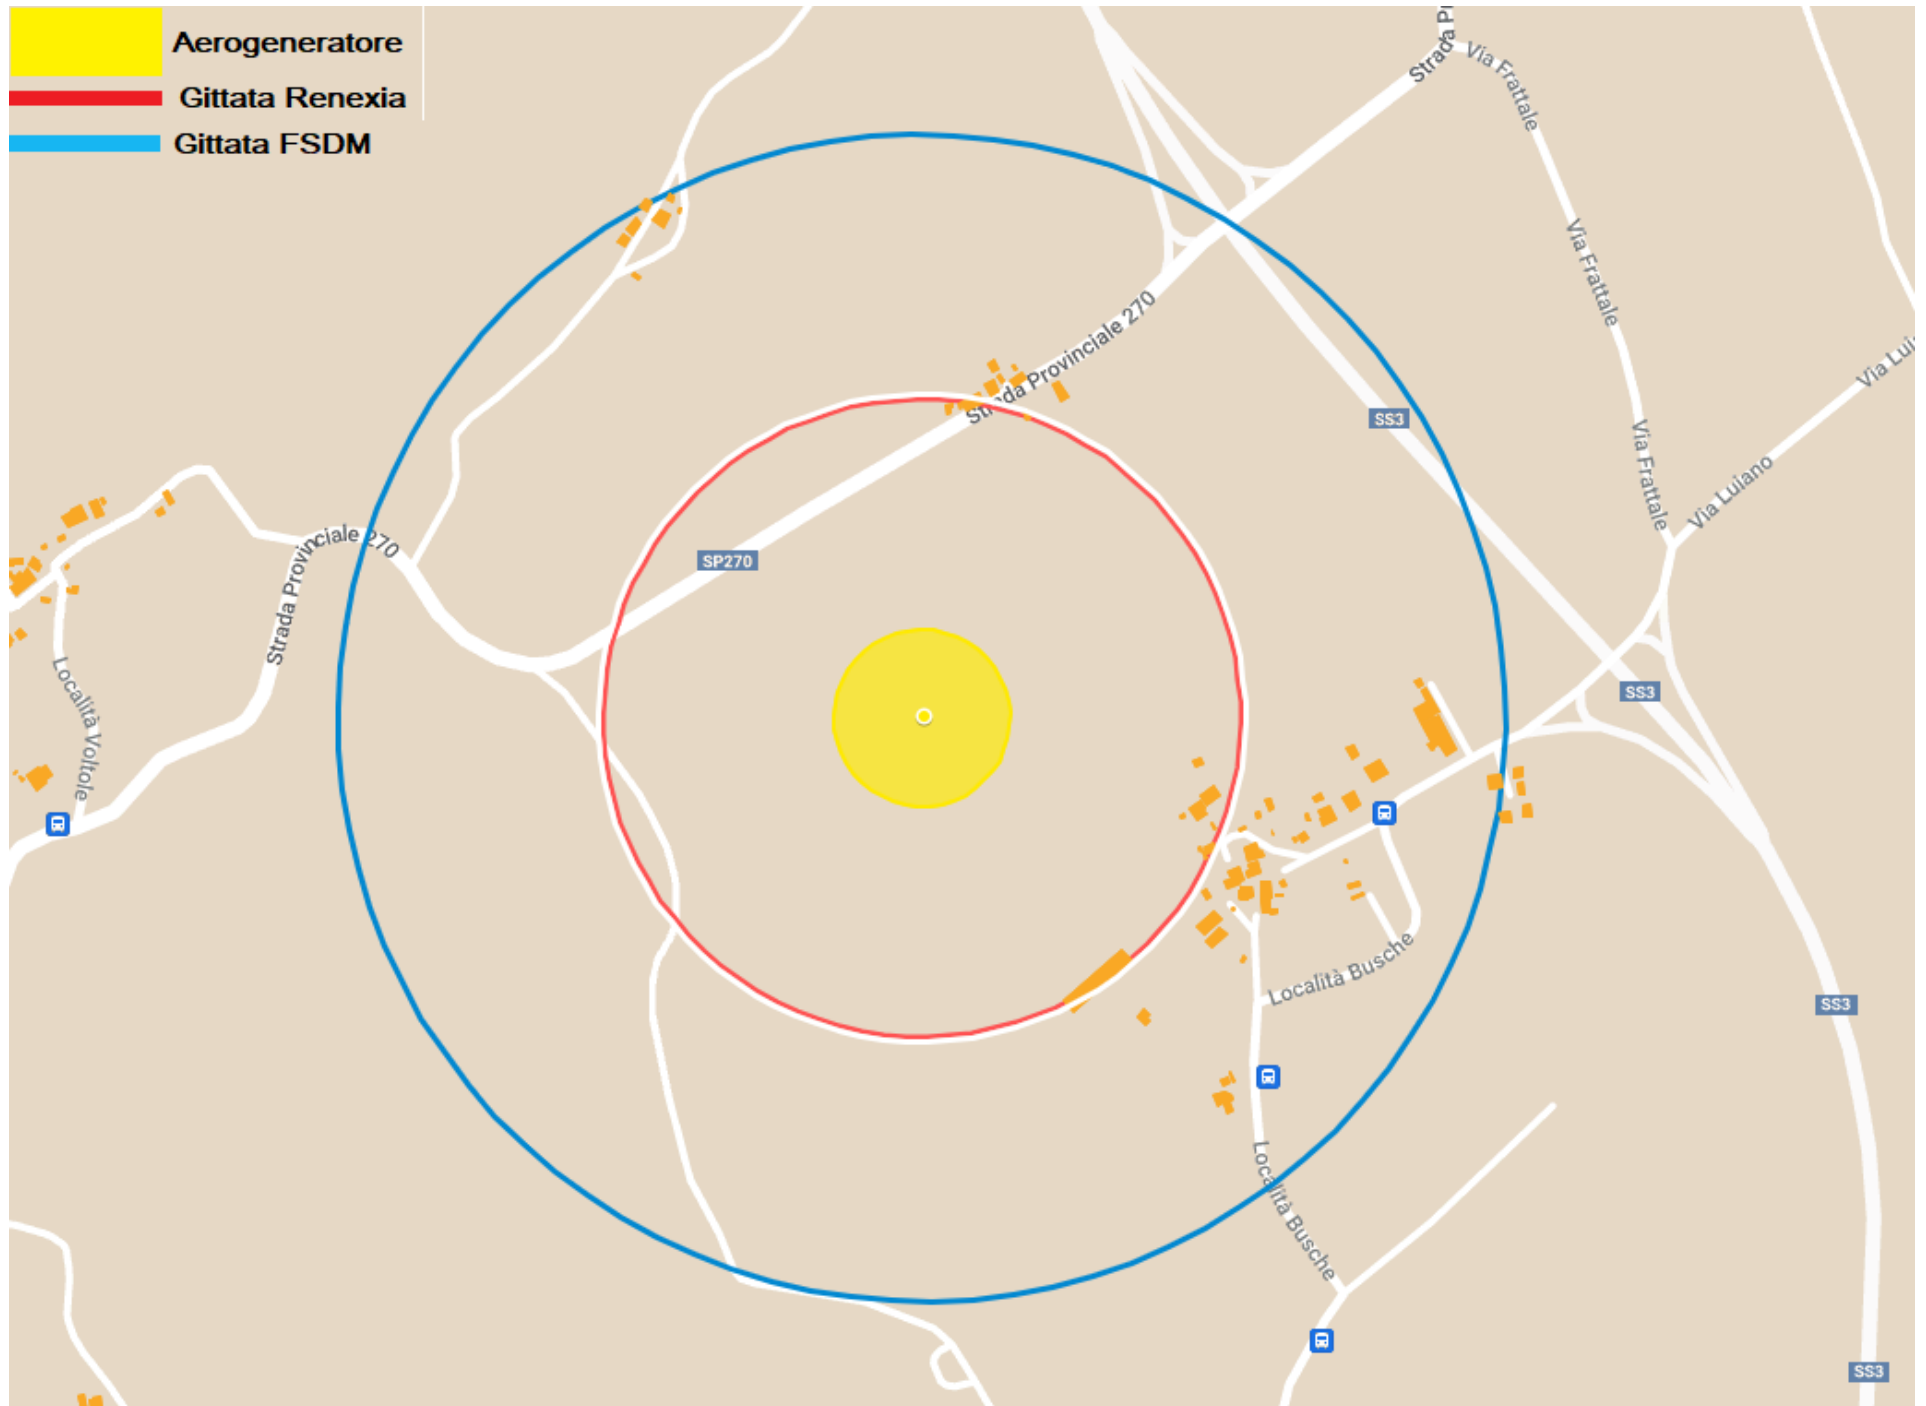 Aerogeneratore
Gittata Renexia
Gittata FSDM
Via Frattale
Via Frattale
Via Frattale
Via Luiano
Strada Provinciale 270
SS3
Strada Provinciale 270
SP270
SS3
Località Voltole
Località Busche
SS3
Località Busche
SS3